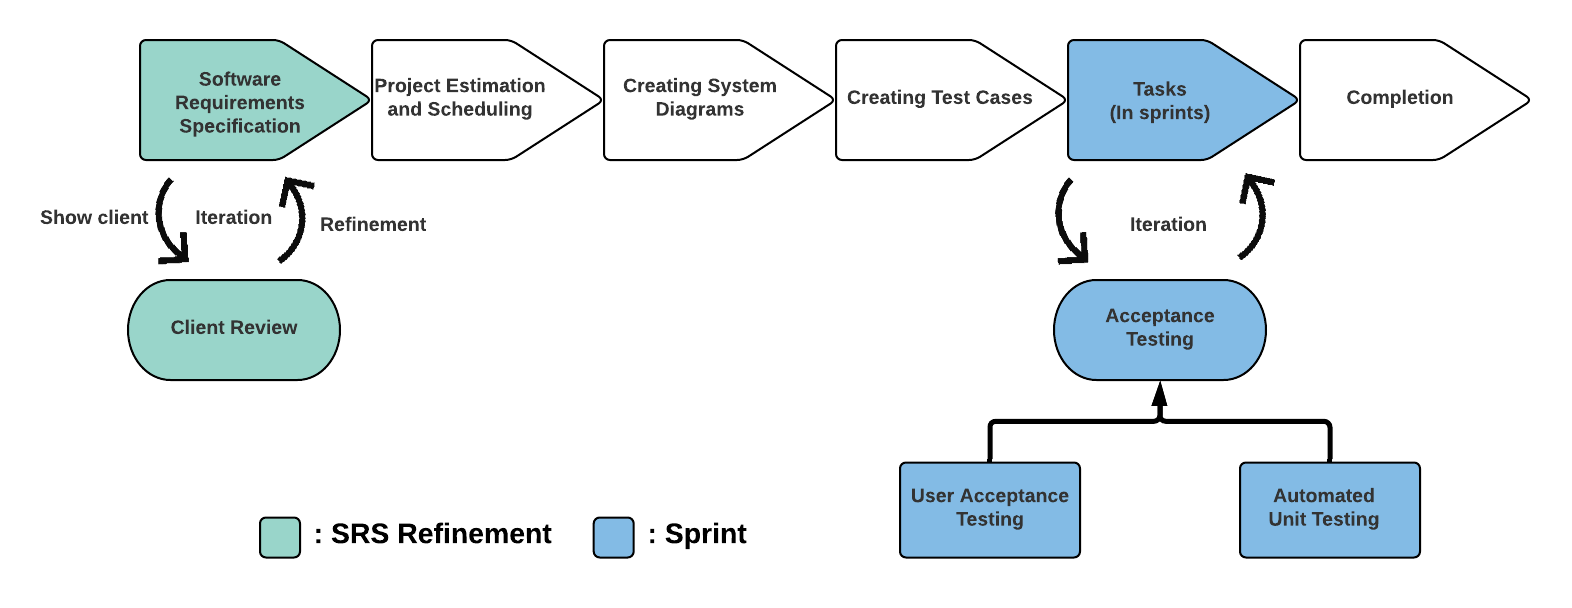 Software
Requirements
Specification
Project Estimation
and Scheduling
Creating System
Diagrams
Creating Test Cases
Tasks
(In sprints)
Completion
Show client
Iteration
Refinement
Iteration
Client Review
Acceptance
Testing
User Acceptance
Testing
Automated
Unit Testing
: SRS Refinement
: Sprint